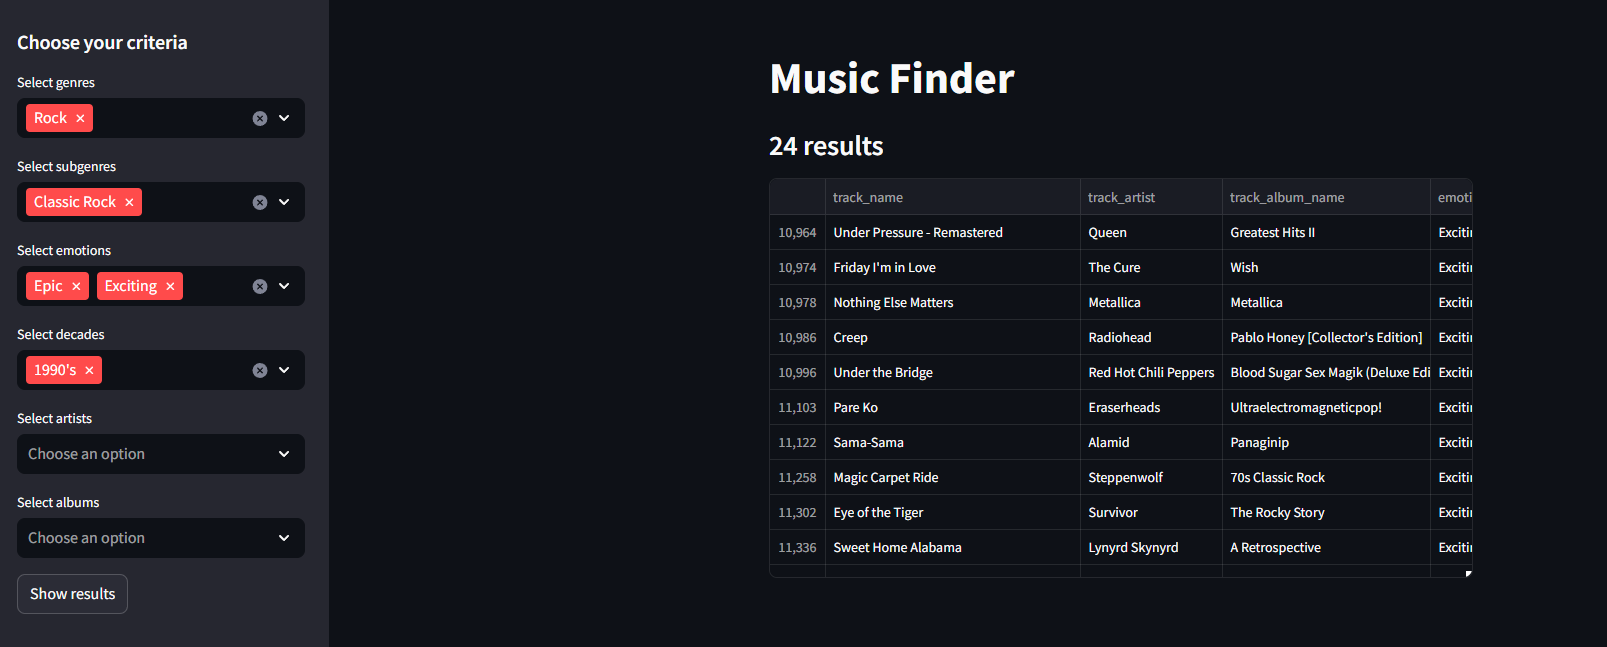 Choose your criteria
Select genres
Rock ×
Select subgenres
Classic Rock ×
Select emotions
Epic × Exciting ×
Select decades
1990's ×
Select artists
Choose an option
Select albums
Choose an option
Show results
Music Finder
24 results
track_name track_artist track_album_name emoti
10,964 Under Pressure - Remastered Queen Greatest Hits II Exciti
10,974 Friday I'm in Love The Cure Wish Exciti
10,978 Nothing Else Matters Metallica Metallica Exciti
10,986 Creep Radiohead Pablo Honey [Collector's Edition] Exciti
10,996 Under the Bridge Red Hot Chili Peppers Blood Sugar Sex Magik (Deluxe Edi Exciti
11,103 Pare Ko Eraserheads Ultraelectromagneticpop! Exciti
11,122 Sama-Sama Alamid Panaginip Exciti
11,258 Magic Carpet Ride Steppenwolf 70s Classic Rock Exciti
11,302 Eye of the Tiger Survivor The Rocky Story Exciti
11,336 Sweet Home Alabama Lynyrd Skynyrd A Retrospective Exciti